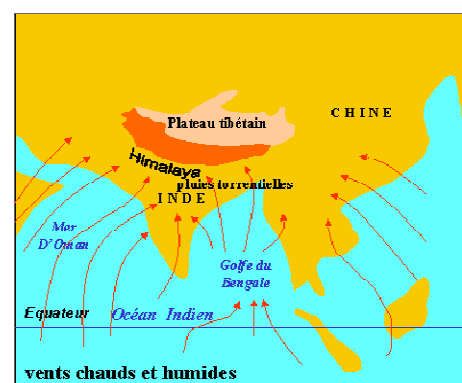 CHINE
Plateau tibétain
Himalaya
pluies torrentielles
INDE
Mer
D'Oman
Golfe du
Bengale
Equateur
Océan Indien
vents chauds et humides